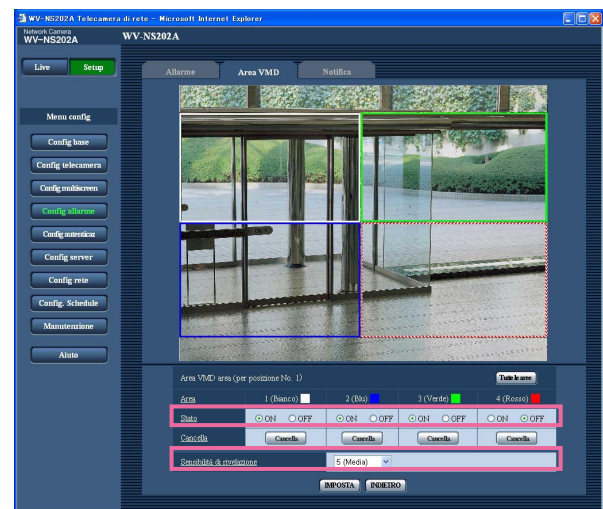 WV-NS202A Telecamera di rete - Microsoft Internet Explorer
Network Camera
WV-NS202A
WV-NS202A
Live
Setup
Allarme
Area VMD
Notifica
Menu config
Config base
Config telecamera
Config multiscreen
Config allarme
Config autenticaz
Config server
Config rete
Config. Schedule
Manutenzione
Aiuto
OUT
Area VMD area (per posizione No. 1)
Tutte le aree
Area 1 (Bianco) 2 (Blu) 3 (Verde) 4 (Rosso)
Stato ON OFF ON OFF ON OFF ON OFF
Cancella Cancella Cancella Cancella Cancella
Sensibilità di rivelazione 5 (Media)
IMPOSTA INDIETRO